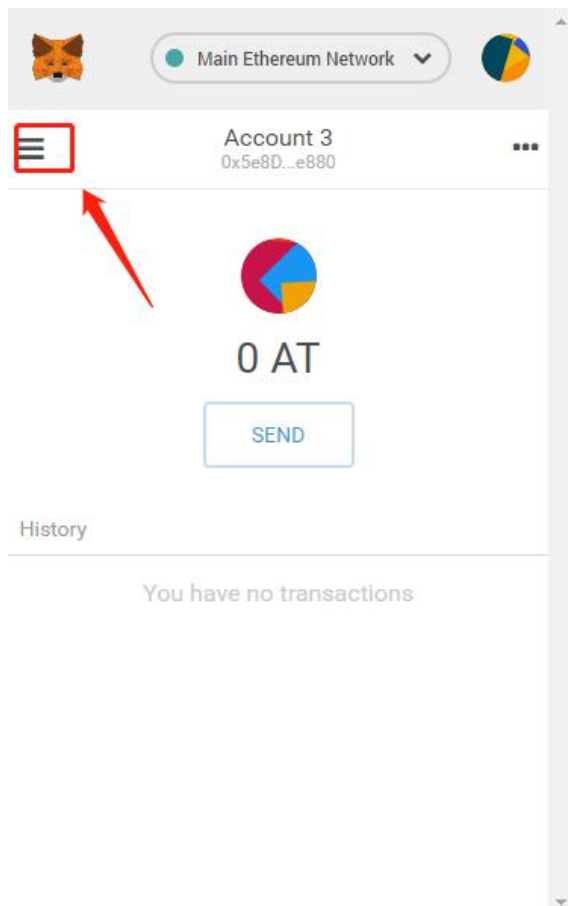 Main Ethereum Network
Account 3
0x5e8D...e880
0 AT
SEND
History
You have no transactions